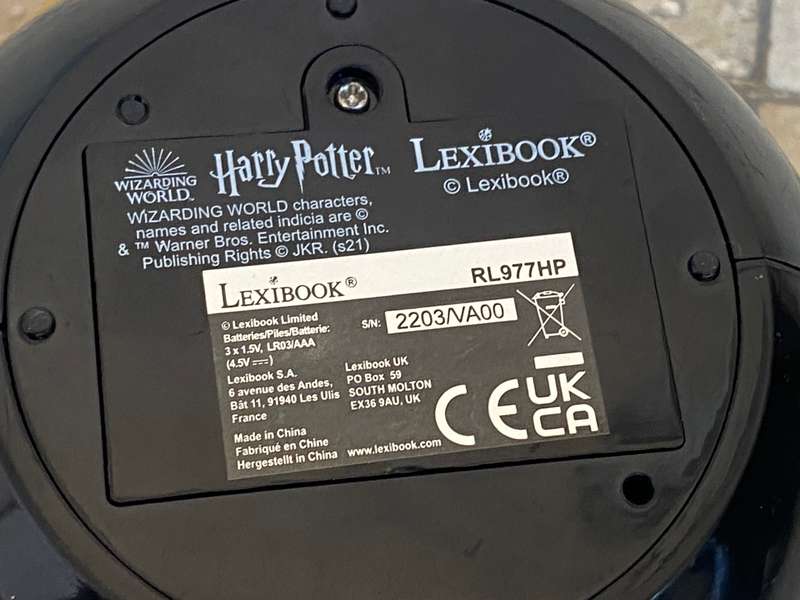 WIZARDING
WORLD™
Harry Potter™
LEXIBOOK®
© Lexibook®
WIZARDING WORLD characters,
names and related indicia are ©
& ™ Warner Bros. Entertainment Inc.
Publishing Rights © JKR. (s21)
LEXIBOOK®
RL977HP
© Lexibook Limited
Batteries/Piles/Batterie:
3 x 1.5V, LR03/AAA
(4.5V ⎓)
S/N: 2203/VA00
Lexibook S.A.
6 avenue des Andes,
Bât 11, 91940 Les Ulis
France
Lexibook UK
PO Box 59
SOUTH MOLTON
EX36 9AU, UK
Made in China
Fabriqué en Chine
Hergestellt in China
www.lexibook.com
CE
UK
CA